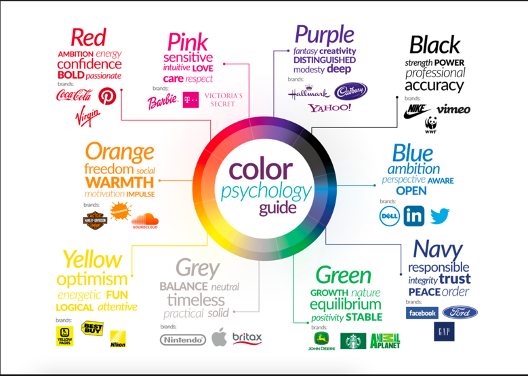 Red
AMBITION energy
confidence
BOLD passionate
brands:
Coca-Cola
Virgin
Pink
sensitive
intuitive LOVE
care respect
brands:
Barbie
T
VICTORIA'S
SECRET
Purple
fantasy creativity
DISTINGUISHED
modesty deep
brands:
Hallmark
Cadbury
YAHOO!
Black
strength POWER
professional
accuracy
brands:
NIKE
vimeo
WWF
Orange
freedom social
WARMTH
motivation IMPULSE
brands:
HARLEY-DAVIDSON
SOUNDCLOUD
color
psychology
guide
Blue
ambition
perspective AWARE
OPEN
brands:
DELL
in
Yellow
optimism
energetic FUN
LOGICAL attentive
brands:
YELLOW
PAGES
BEST
BUY
Nikon
Grey
BALANCE neutral
timeless
practical solid
brands:
Nintendo
britax
Green
GROWTH nature
equilibrium
positivity STABLE
brands:
JOHN DEERE
ANIMAL
PLANET
Navy
responsible
integrity trust
PEACE order
brands:
facebook
Ford
GAP